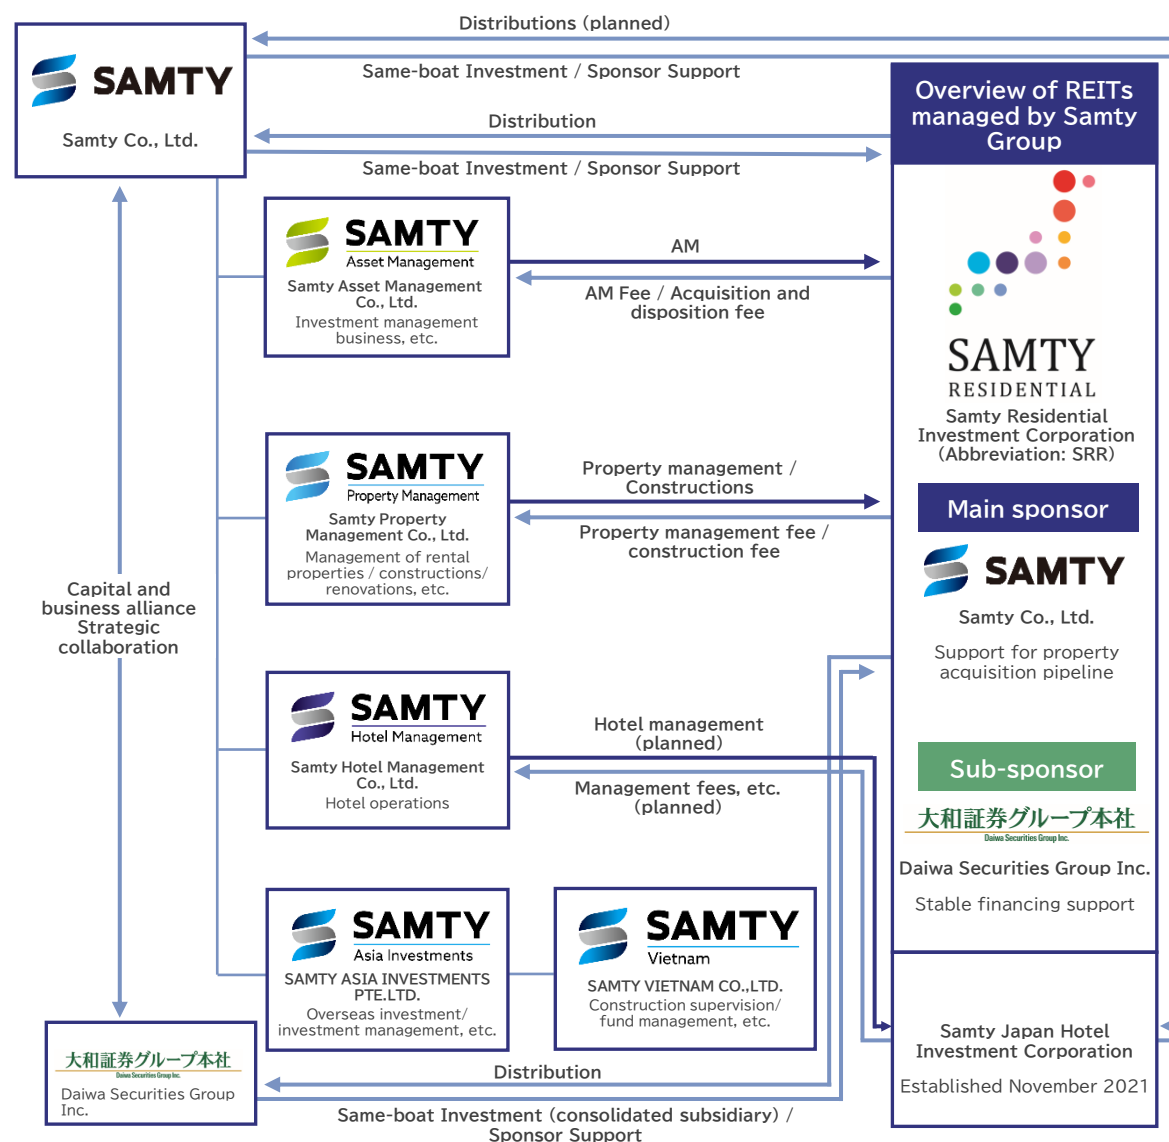 Distributions (planned)
SAMTY
Samty Co., Ltd.
Same-boat Investment / Sponsor Support
Distribution
Same-boat Investment / Sponsor Support
SAMTY
Asset Management
Samty Asset Management
Co., Ltd.
Investment management
business, etc.
AM
AM Fee / Acquisition and
disposition fee
SAMTY
Property Management
Samty Property
Management Co., Ltd.
Management of rental
properties / constructions/
renovations, etc.
Property management /
Constructions
Property management fee /
construction fee
Capital and
business alliance
Strategic
collaboration
SAMTY
Hotel Management
Samty Hotel Management
Co., Ltd.
Hotel operations
Hotel management
(planned)
Management fees, etc.
(planned)
SAMTY
Asia Investments
SAMTY ASIA INVESTMENTS
PTE.LTD.
Overseas investment/
investment management, etc.
SAMTY
Vietnam
SAMTY VIETNAM CO.,LTD.
Construction supervision/
fund management, etc.
大和証券グループ本社
Daiwa Securities Group Inc.
Daiwa Securities Group
Inc.
Distribution
Same-boat Investment (consolidated subsidiary) /
Sponsor Support
Overview of REITs
managed by Samty
Group
SAMTY
RESIDENTIAL
Samty Residential
Investment Corporation
(Abbreviation: SRR)
Main sponsor
SAMTY
Samty Co., Ltd.
Support for property
acquisition pipeline
Sub-sponsor
大和証券グループ本社
Daiwa Securities Group Inc.
Daiwa Securities Group Inc.
Stable financing support
Samty Japan Hotel
Investment Corporation
Established November 2021